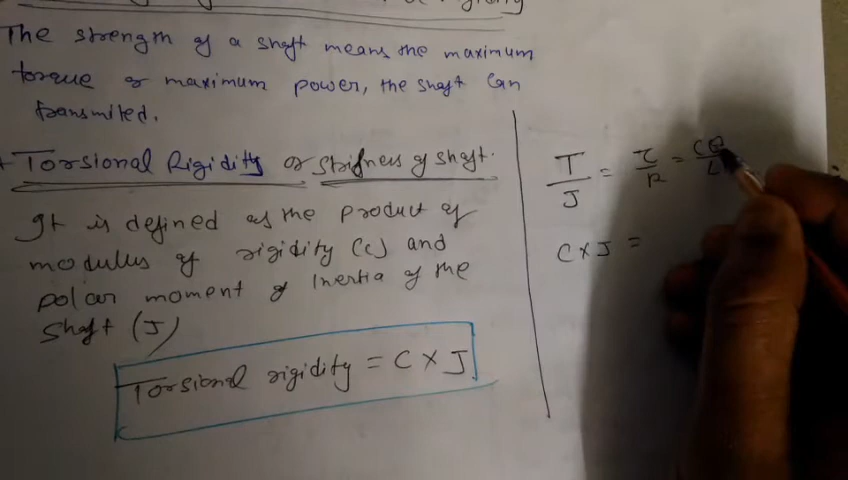 The strength of a shaft means the maximum
torque or maximum power, the shaft can
transmited.
Torsional Rigidity or stifness of shaft.
It is defined as the product of
modulus of rigidity (c) and
polar moment of Inertia of the
shaft (J)
Torsional rigidity = C × J
T/J = τ/R = Cθ/L
C × J =